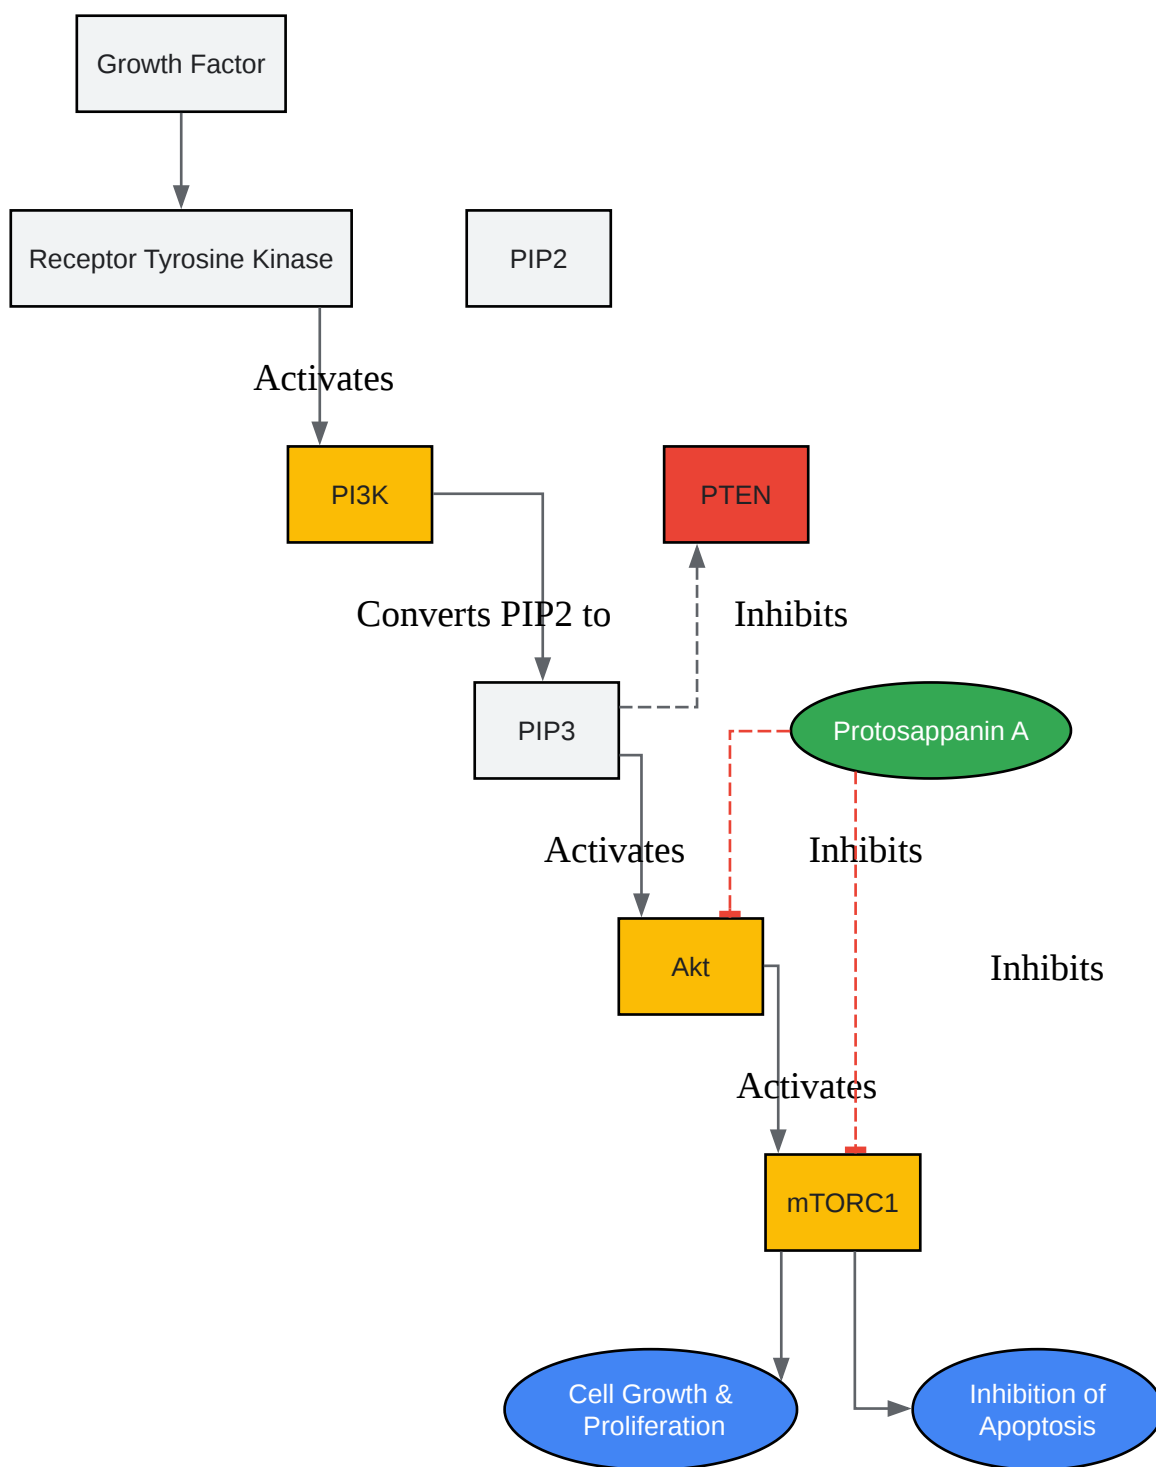 Growth Factor
Receptor Tyrosine Kinase
PIP2
Activates
PI3K
PTEN
Converts PIP2 to
Inhibits
PIP3
Protosappanin A
Activates
Inhibits
Akt
Inhibits
Activates
mTORC1
Cell Growth &
Proliferation
Inhibition of
Apoptosis